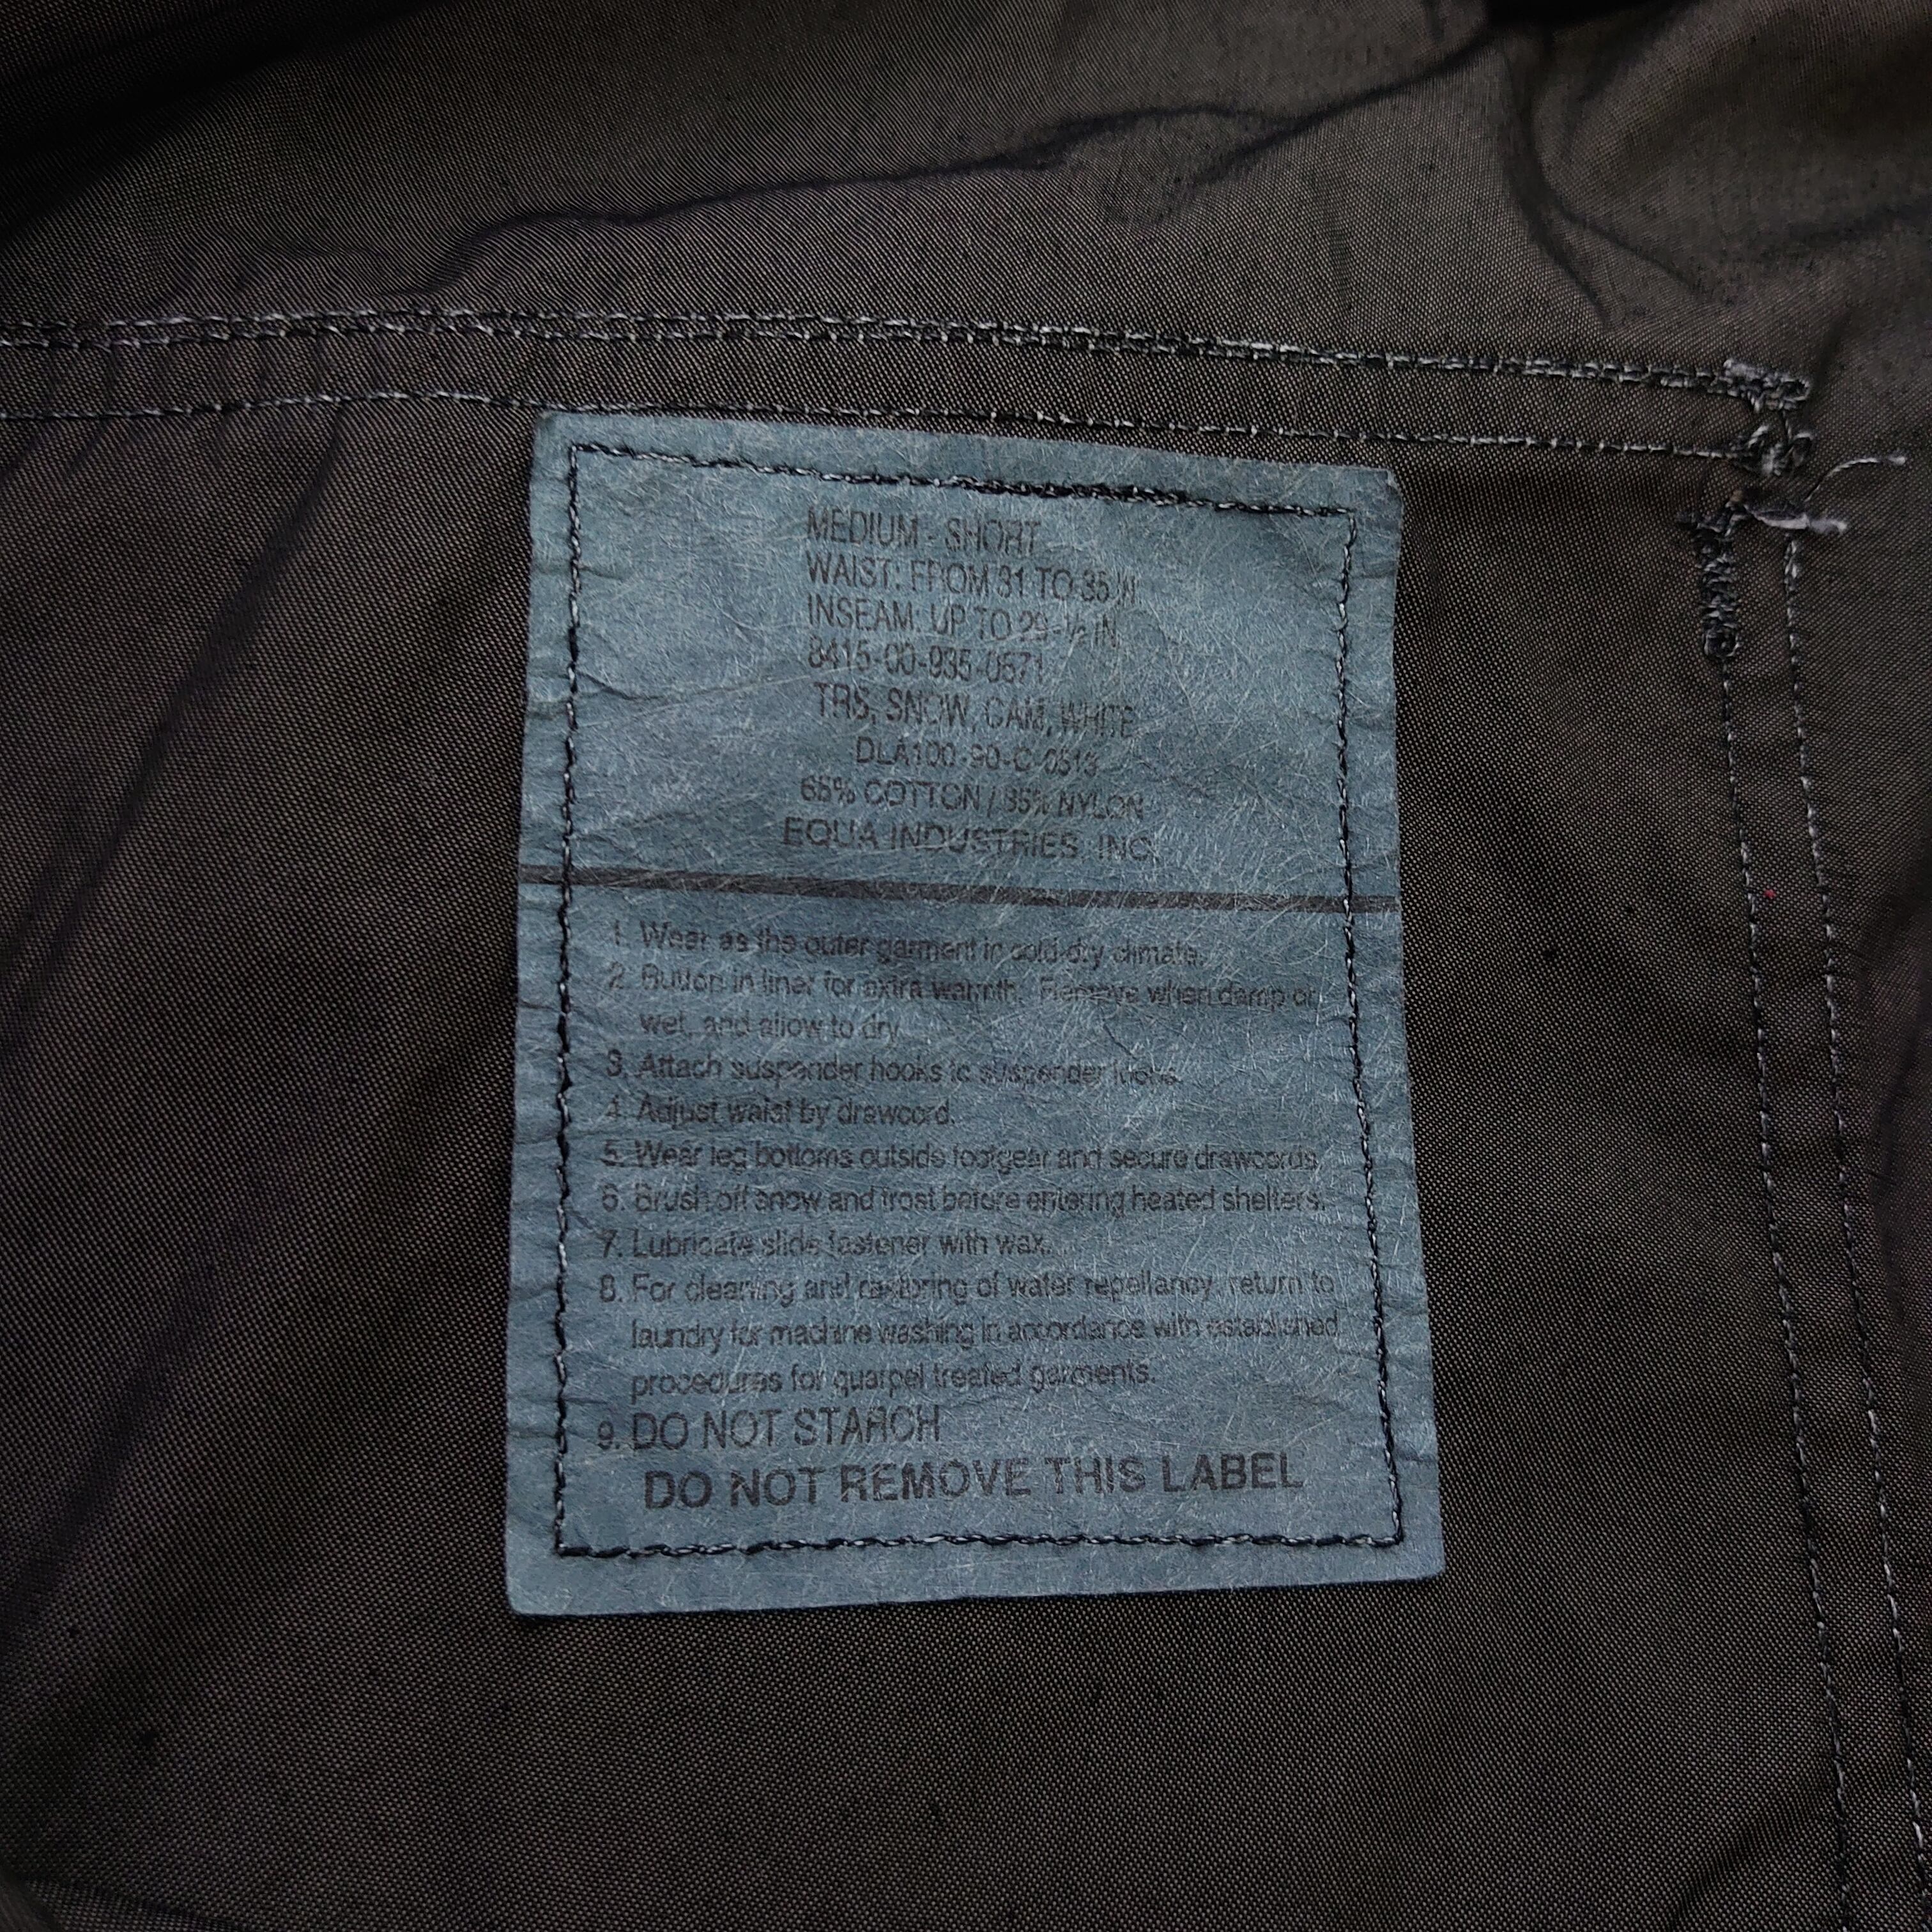 MEDIUM - SHORT
WAIST: FROM 31 TO 35 IN
INSEAM: UP TO 29-½ IN.
8415-00-935-0571
TRS, SNOW, CAM, WHITE
DLA100-90-C-0513
65% COTTON / 35% NYLON
EQUA INDUSTRIES, INC.
1. Wear as the outer garment in cold-dry climate.
2. Button in liner for extra warmth. Remove when damp or
wet, and allow to dry.
3. Attach suspender hooks to suspender loops.
4. Adjust waist by drawcord.
5. Wear leg bottoms outside footgear and secure drawcords.
6. Brush off snow and frost before entering heated shelters.
7. Lubricate slide fastener with wax.
8. For cleaning and restoring of water repellancy, return to
laundry for machine washing in accordance with established
procedures for quarpel treated garments.
9. DO NOT STARCH
DO NOT REMOVE THIS LABEL